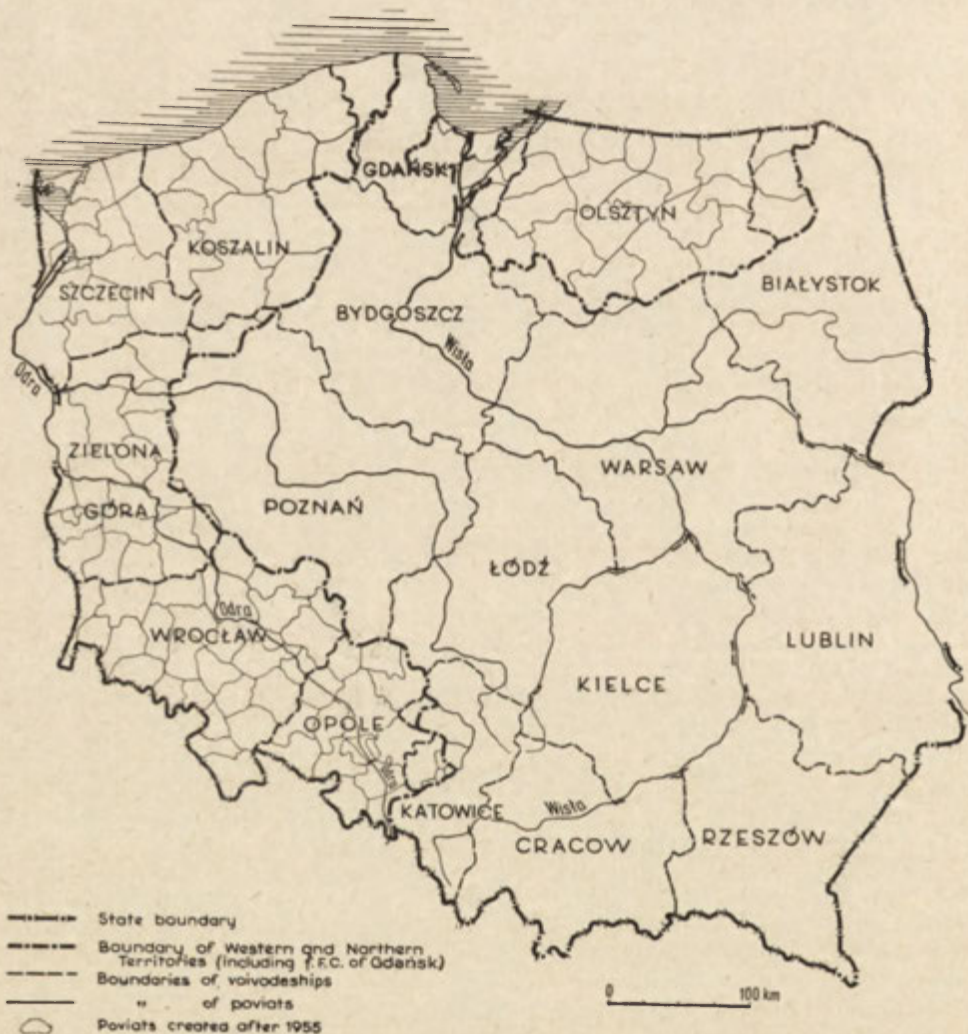 GDAŃSK
OLSZTYN
KOSZALIN
SZCZECIN
BIAŁYSTOK
BYDGOSZCZ
Wisła
Odra
ZIELONA
GÓRA
WARSAW
POZNAŃ
ŁÓDŹ
Odra
WROCŁAW
LUBLIN
KIELCE
OPOLE
KATOWICE
Wisła
CRACOW
RZESZÓW
State boundary
Boundary of Western and Northern
Territories (including f.F.C. of Gdańsk)
Boundaries of voivodeships
" of poviats
Poviats created after 1955
0 100 km